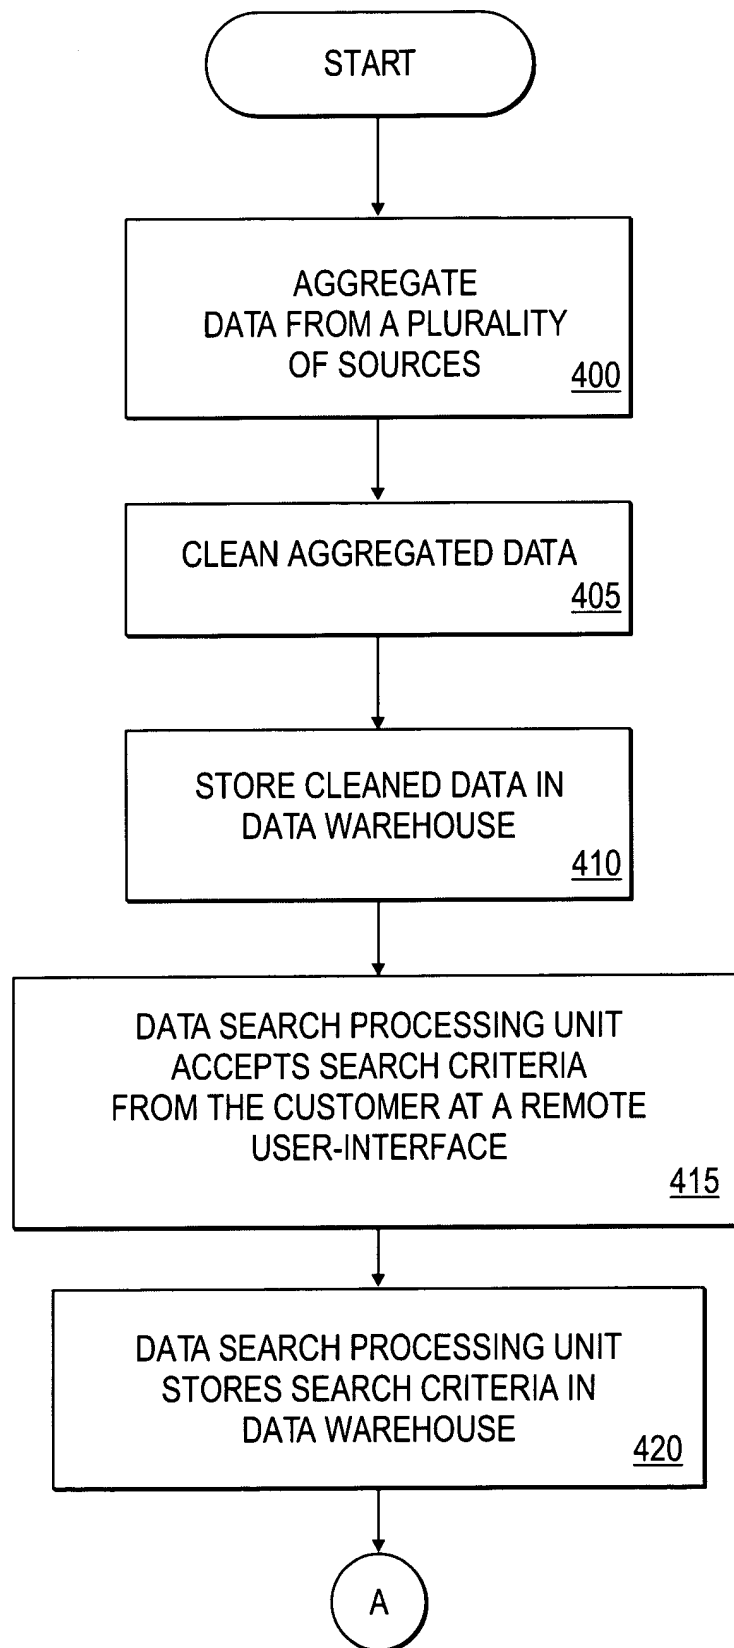 START
AGGREGATE
DATA FROM A PLURALITY
OF SOURCES
400
CLEAN AGGREGATED DATA
405
STORE CLEANED DATA IN
DATA WAREHOUSE
410
DATA SEARCH PROCESSING UNIT
ACCEPTS SEARCH CRITERIA
FROM THE CUSTOMER AT A REMOTE
USER-INTERFACE
415
DATA SEARCH PROCESSING UNIT
STORES SEARCH CRITERIA IN
DATA WAREHOUSE
420
A